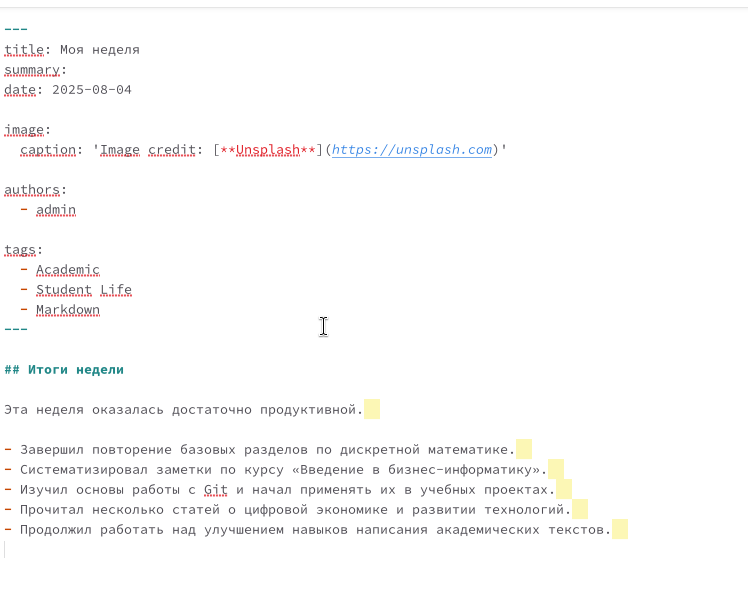 ---
title: Моя неделя
summary:
date: 2025-08-04
image:
  caption: 'Image credit: [**Unsplash**](https://unsplash.com)'
authors:
  - admin
tags:
  - Academic
  - Student Life
  - Markdown
---
## Итоги недели
Эта неделя оказалась достаточно продуктивной.
- Завершил повторение базовых разделов по дискретной математике.
- Систематизировал заметки по курсу «Введение в бизнес-информатику».
- Изучил основы работы с Git и начал применять их в учебных проектах.
- Прочитал несколько статей о цифровой экономике и развитии технологий.
- Продолжил работать над улучшением навыков написания академических текстов.